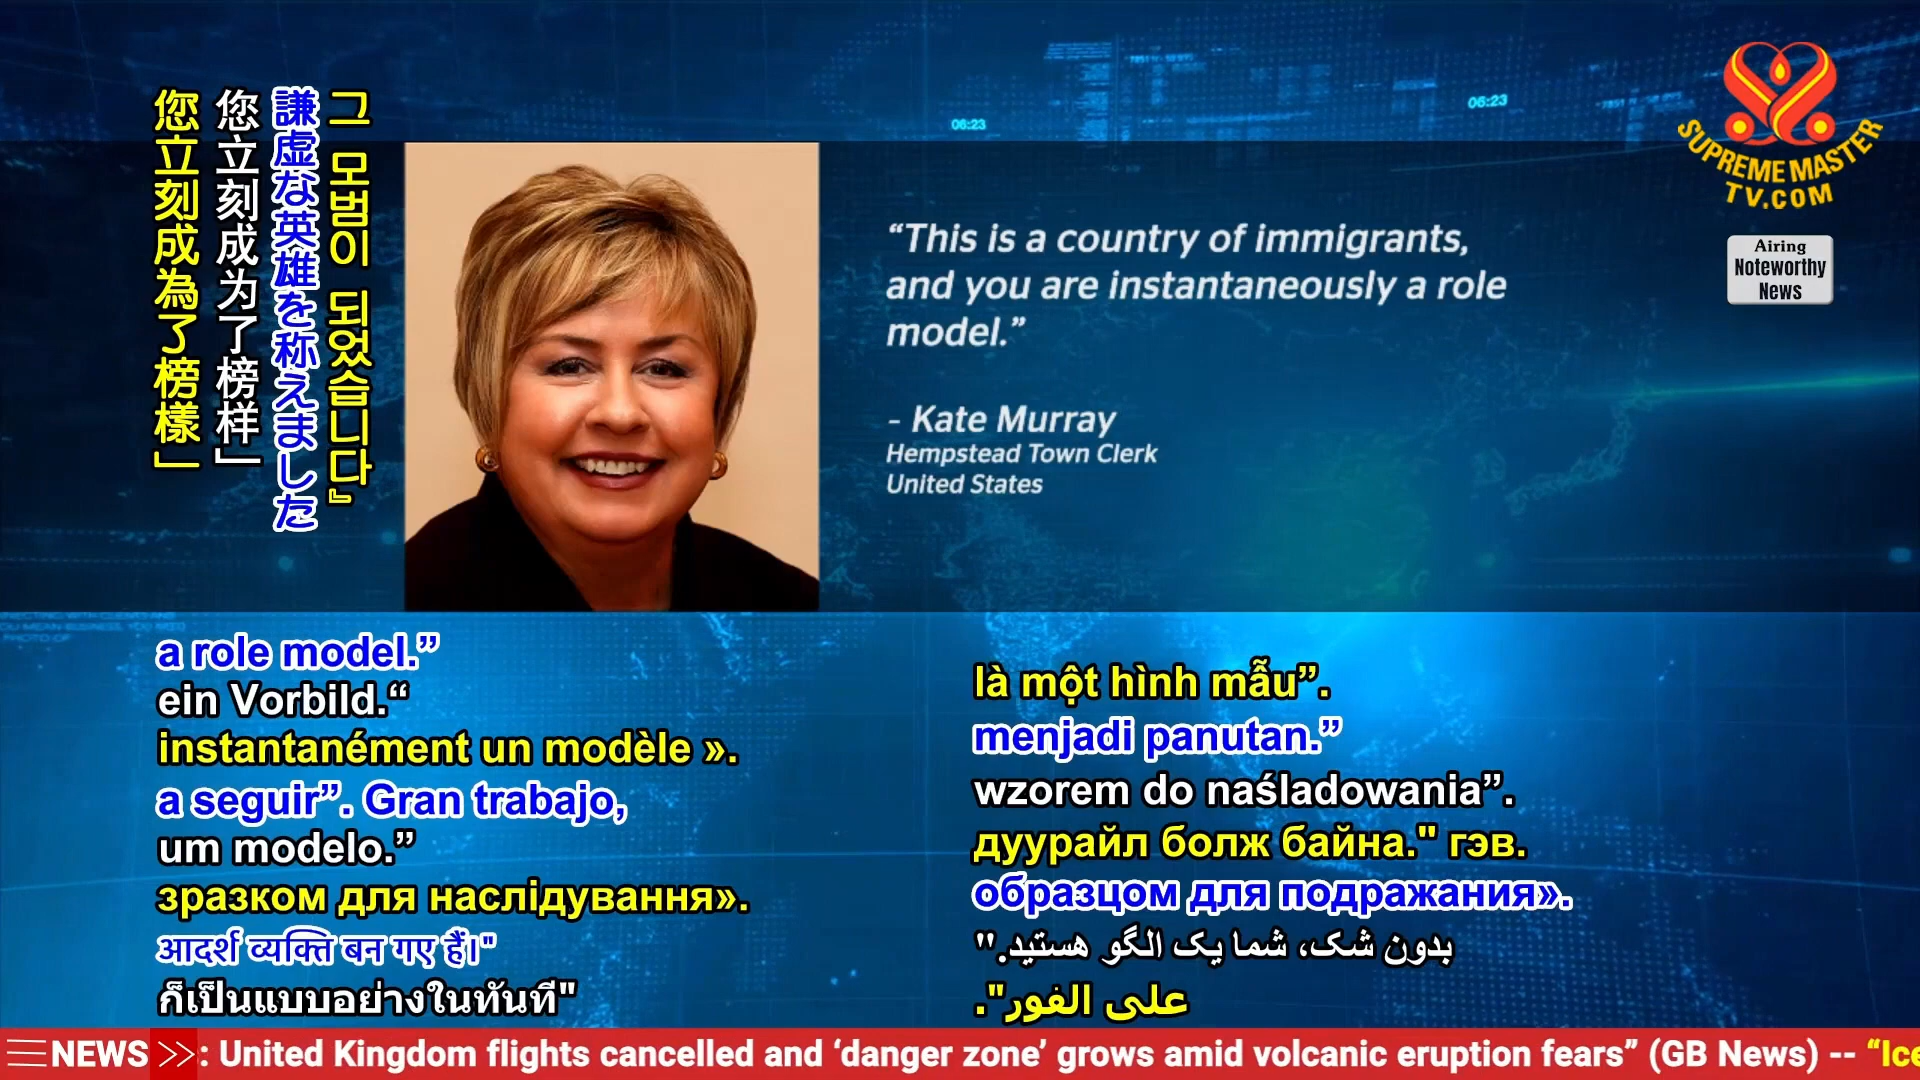 06:23
06:23
SUPREME MASTER
TV.COM
Airing
Noteworthy
News
그 모범이 되었습니다』
謙虚な英雄を称えました
您立刻成为了榜样」
您立刻成為了榜樣」
“This is a country of immigrants,
and you are instantaneously a role
model.”
– Kate Murray
Hempstead Town Clerk
United States
a role model.”
ein Vorbild.“
instantanément un modèle ».
a seguir”. Gran trabajo,
um modelo.”
зразком для наслідування».
आदर्श व्यक्ति बन गए हैं।"
ก็เป็นแบบอย่างในทันที"
là một hình mẫu”.
menjadi panutan.”
wzorem do naśladowania”.
дуурайл болж байна." гэв.
образцом для подражания».
بدون شک، شما یک الگو هستید."
على الفور".
NEWS >> : United Kingdom flights cancelled and ‘danger zone’ grows amid volcanic eruption fears” (GB News) -- “Ice